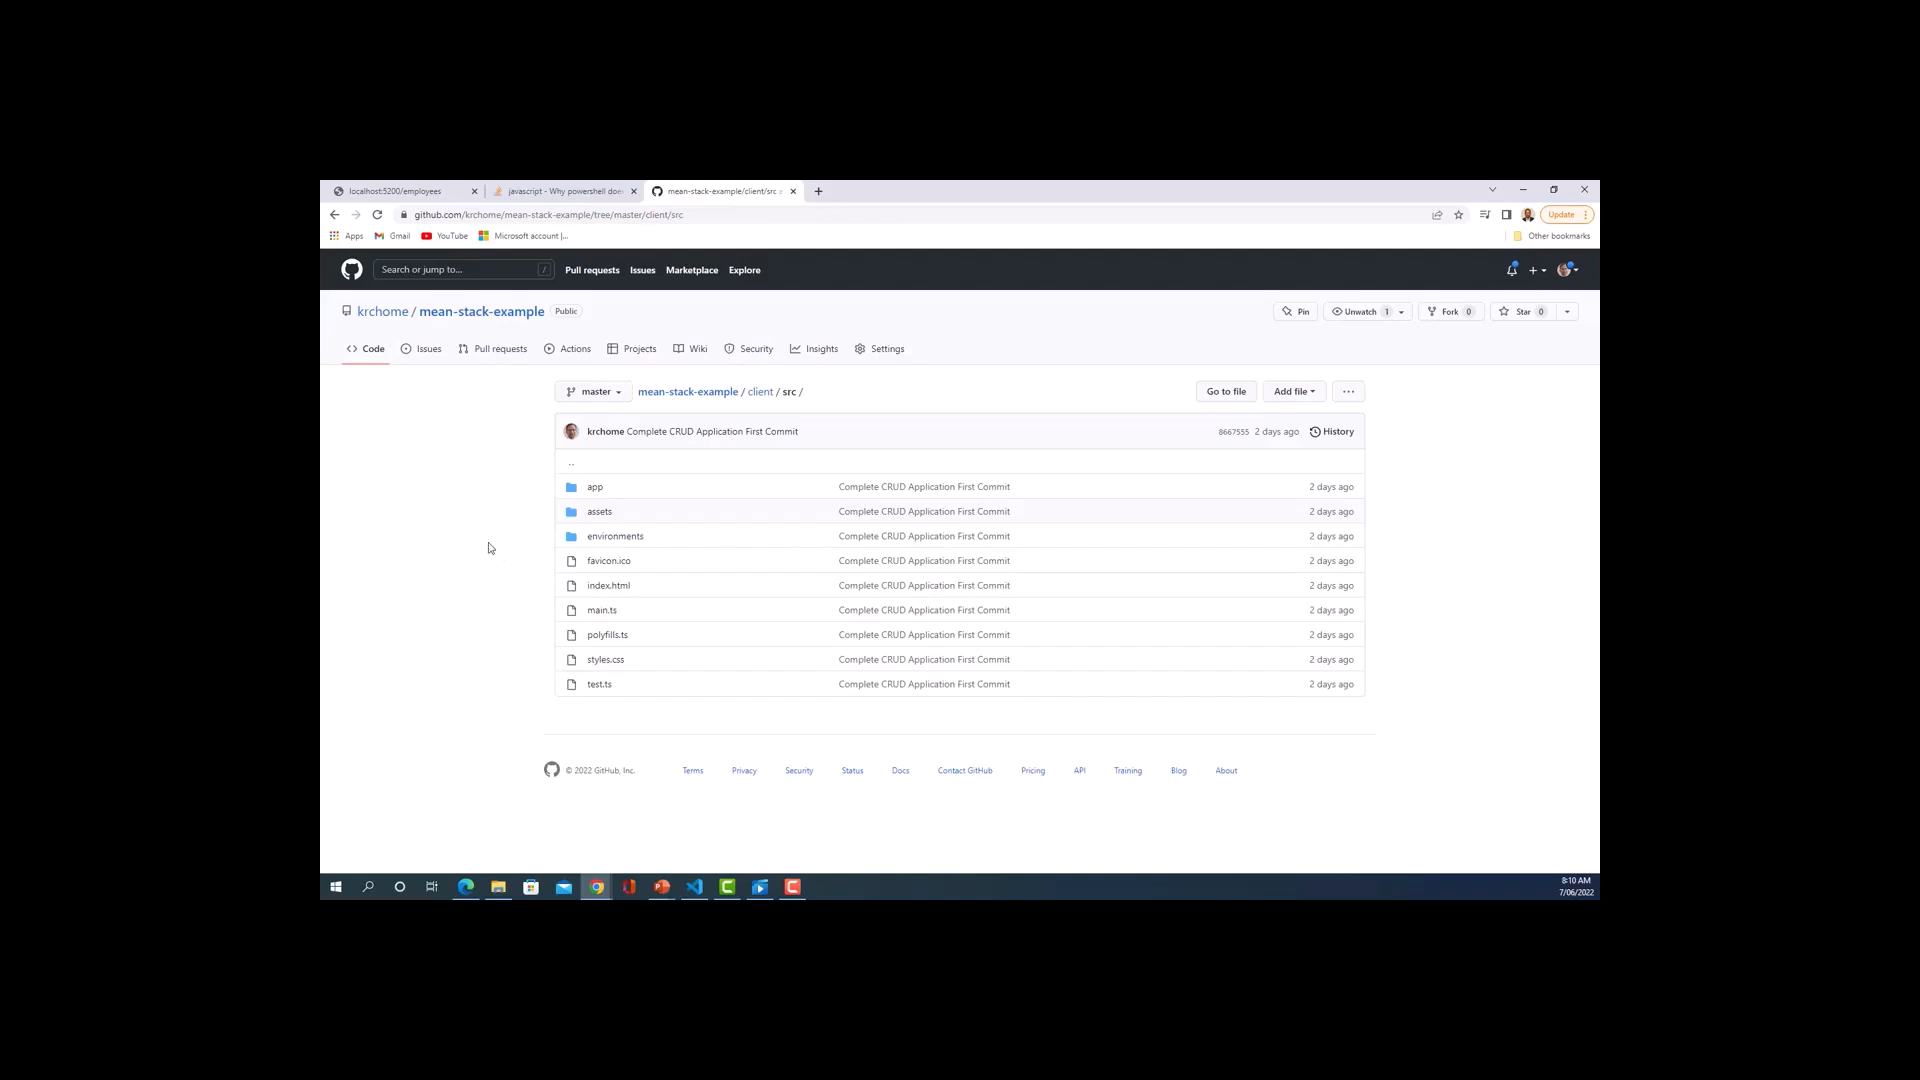 localhost:5200/employees
javascript - Why powershell doe
mean-stack-example/client/src
github.com/krchome/mean-stack-example/tree/master/client/src
Update
Apps
Gmail
YouTube
Microsoft account |...
Other bookmarks
Search or jump to... /
Pull requests
Issues
Marketplace
Explore
krchome / mean-stack-example Public
Pin
Unwatch 1
Fork 0
Star 0
<> Code
Issues
Pull requests
Actions
Projects
Wiki
Security
Insights
Settings
master
mean-stack-example / client / src /
Go to file
Add file
...
krchome Complete CRUD Application First Commit 8667555 2 days ago History
..
app Complete CRUD Application First Commit 2 days ago
assets Complete CRUD Application First Commit 2 days ago
environments Complete CRUD Application First Commit 2 days ago
favicon.ico Complete CRUD Application First Commit 2 days ago
index.html Complete CRUD Application First Commit 2 days ago
main.ts Complete CRUD Application First Commit 2 days ago
polyfills.ts Complete CRUD Application First Commit 2 days ago
styles.css Complete CRUD Application First Commit 2 days ago
test.ts Complete CRUD Application First Commit 2 days ago
© 2022 GitHub, Inc.
Terms
Privacy
Security
Status
Docs
Contact GitHub
Pricing
API
Training
Blog
About
8:10 AM
7/06/2022